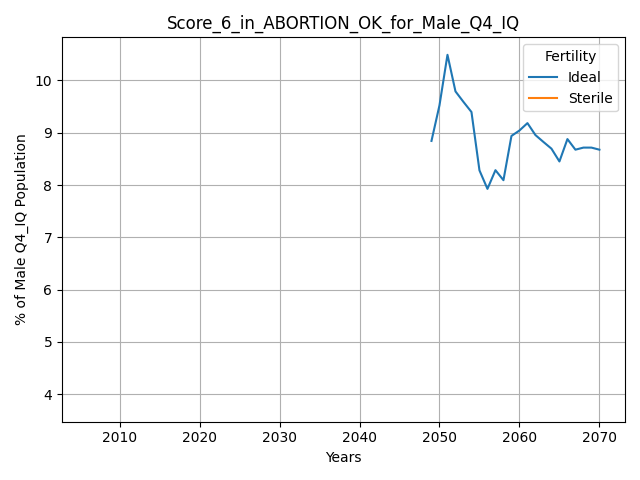 Score_6_in_ABORTION_OK_for_Male_Q4_IQ
Fertility
Ideal
Sterile
% of Male Q4_IQ Population
10
9
8
7
6
5
4
2010 2020 2030 2040 2050 2060 2070
Years